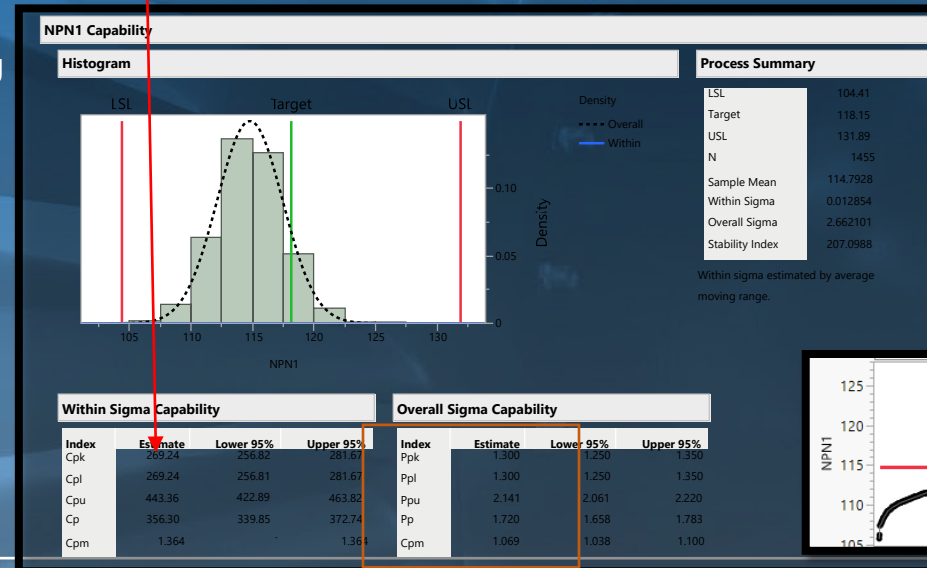 NPN1 Capability
Histogram
LSL Target USL
Density
Overall
Within
0.10
0.05
0
Density
105 110 115 120 125 130
NPN1
Process Summary
LSL 104.41
Target 118.15
USL 131.89
N 1455
Sample Mean 114.7928
Within Sigma 0.012854
Overall Sigma 2.662101
Stability Index 207.0988
Within sigma estimated by average
moving range.
Within Sigma Capability
Index Estimate Lower 95% Upper 95%
Cpk 269.24 256.82 281.67
Cpl 269.24 256.81 281.67
Cpu 443.36 422.89 463.82
Cp 356.30 339.85 372.74
Cpm 1.364 . 1.364
Overall Sigma Capability
Index Estimate Lower 95% Upper 95%
Ppk 1.300 1.250 1.350
Ppl 1.300 1.250 1.350
Ppu 2.141 2.061 2.220
Pp 1.720 1.658 1.783
Cpm 1.069 1.038 1.100
125
120
115
110
105
NPN1